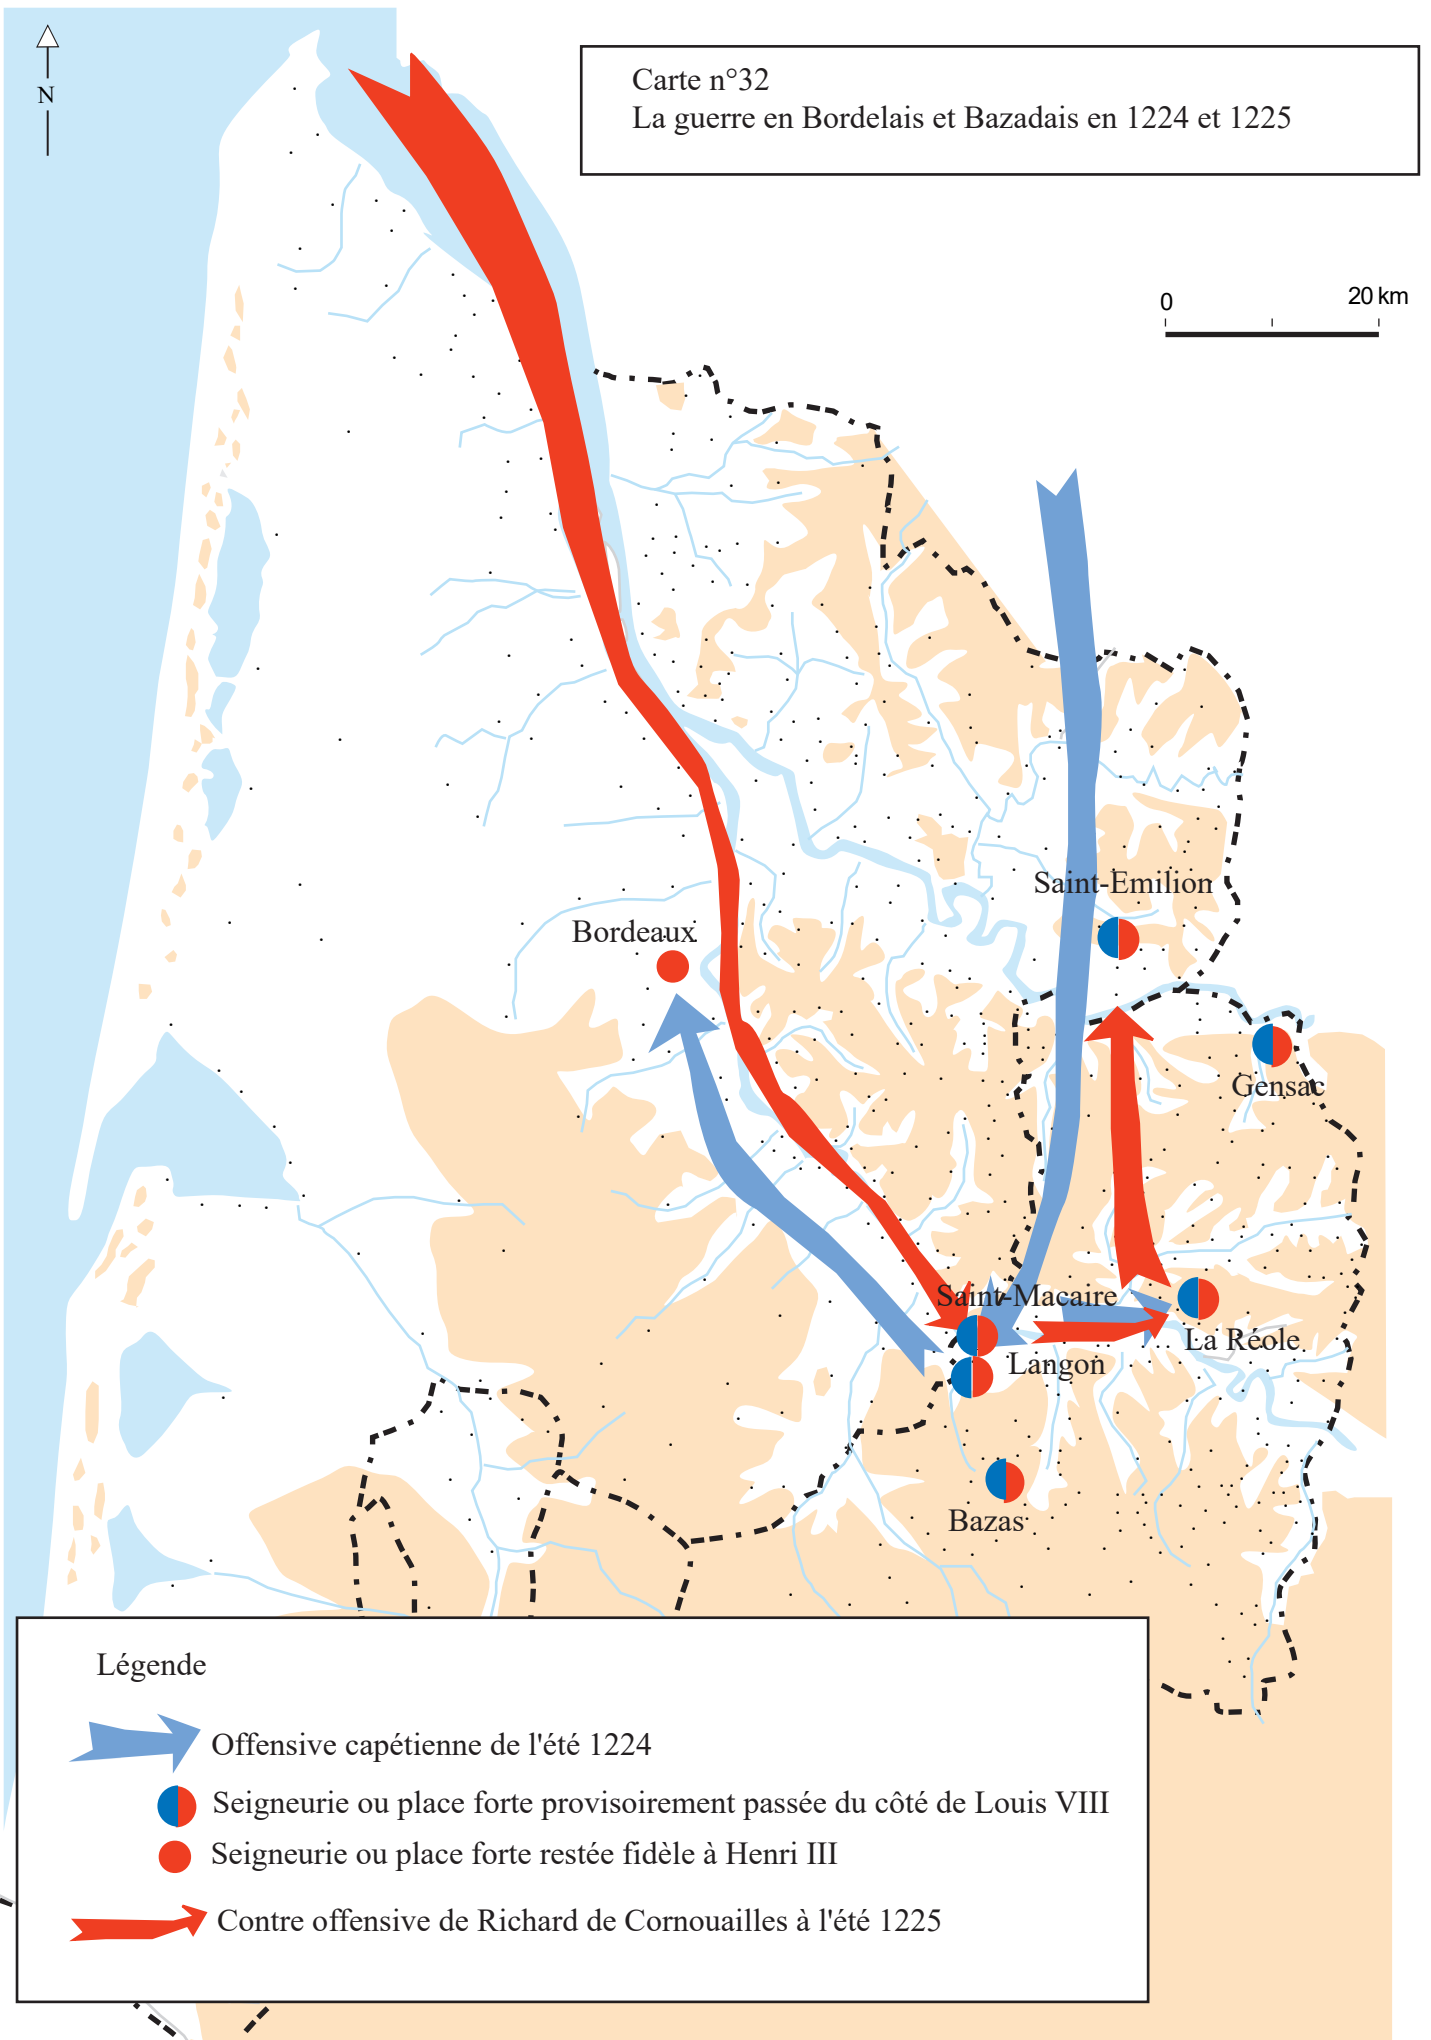 N
Carte n°32
La guerre en Bordelais et Bazadais en 1224 et 1225
0
20 km
Saint-Emilion
Bordeaux
Gensac
Saint-Macaire
La Réole
Langon
Bazas
Légende
Offensive capétienne de l'été 1224
Seigneurie ou place forte provisoirement passée du côté de Louis VIII
Seigneurie ou place forte restée fidèle à Henri III
Contre offensive de Richard de Cornouailles à l'été 1225